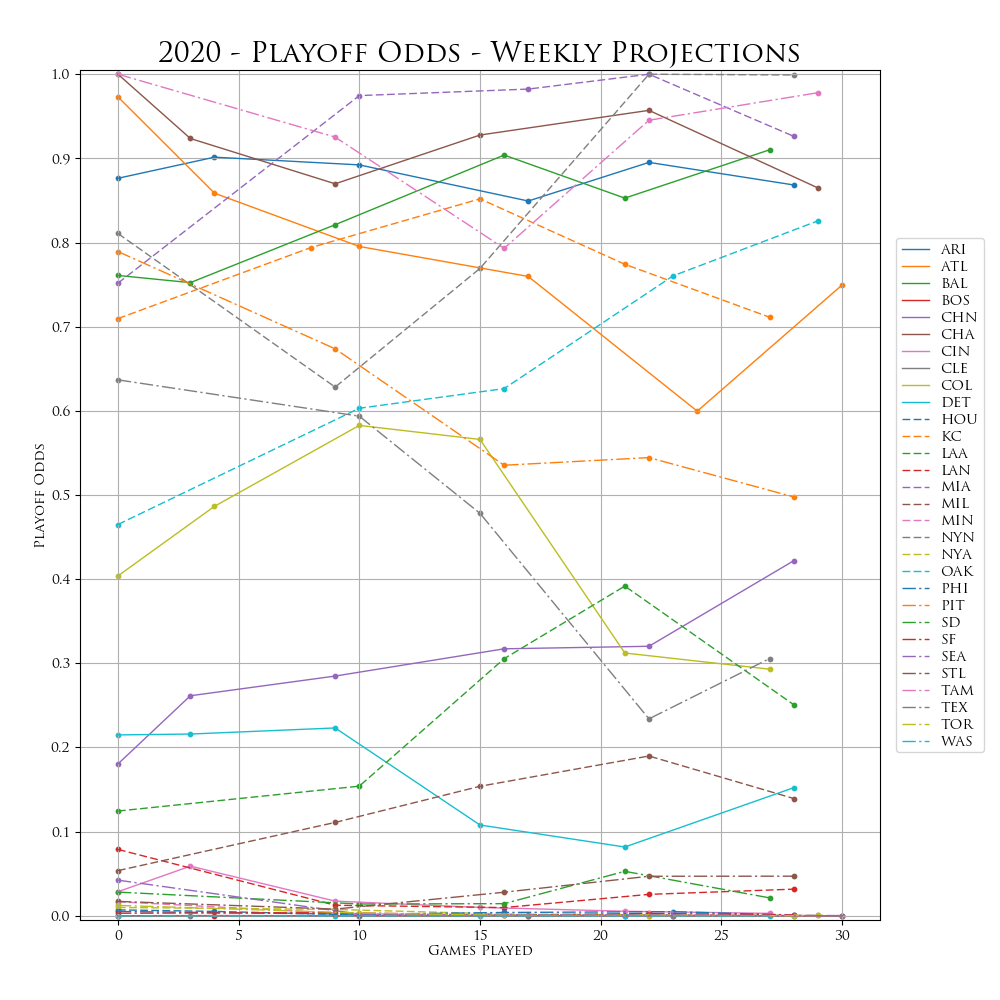 2020 - Playoff Odds - Weekly Projections
1.0
0.9
0.8
0.7
0.6
0.5
0.4
0.3
0.2
0.1
0.0
Playoff Odds
0 5 10 15 20 25 30
Games Played
ARI
ATL
BAL
BOS
CHN
CHA
CIN
CLE
COL
DET
HOU
KC
LAA
LAN
MIA
MIL
MIN
NYN
NYA
OAK
PHI
PIT
SD
SF
SEA
STL
TAM
TEX
TOR
WAS